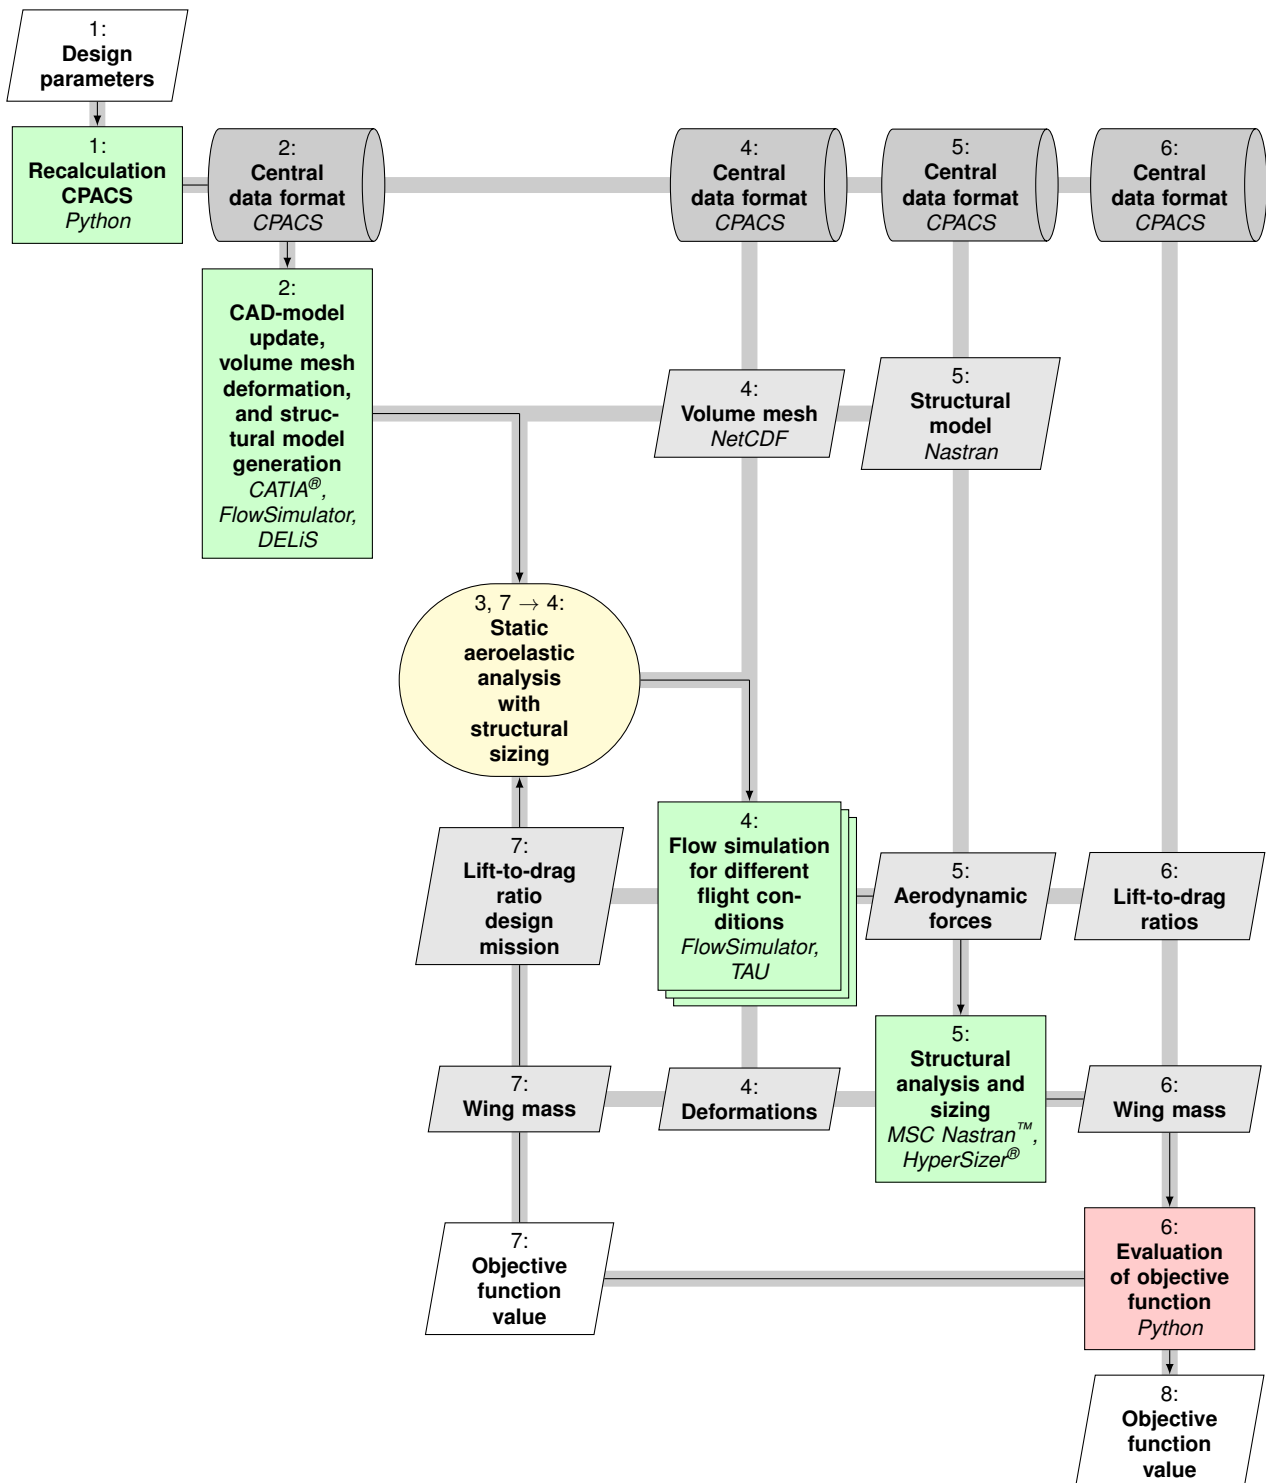 1:
Design
parameters
1:
Recalculation
CPACS
Python
2:
Central
data format
CPACS
4:
Central
data format
CPACS
5:
Central
data format
CPACS
6:
Central
data format
CPACS
2:
CAD-model
update,
volume mesh
deformation,
and struc-
tural model
generation
CATIA®,
FlowSimulator,
DELiS
4:
Volume mesh
NetCDF
5:
Structural
model
Nastran
3, 7 → 4:
Static
aeroelastic
analysis
with
structural
sizing
7:
Lift-to-drag
ratio
design
mission
4:
Flow simulation
for different
flight con-
ditions
FlowSimulator,
TAU
5:
Aerodynamic
forces
6:
Lift-to-drag
ratios
7:
Wing mass
4:
Deformations
5:
Structural
analysis and
sizing
MSC Nastran™,
HyperSizer®
6:
Wing mass
7:
Objective
function
value
6:
Evaluation
of objective
function
Python
8:
Objective
function
value